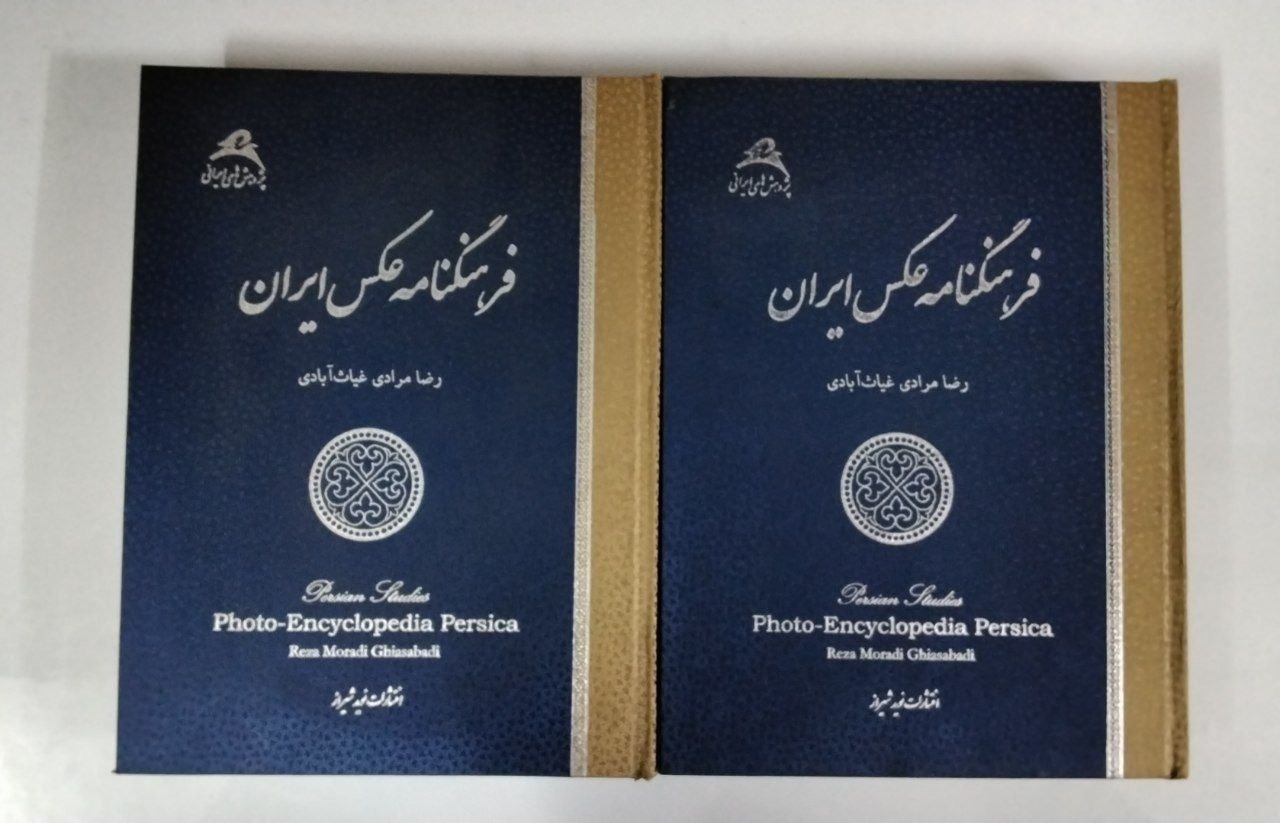 پژوهش‌های ایرانی
فرهنگنامه عکس ایران
رضا مرادی غیاث‌آبادی
Persian Studies
Photo-Encyclopedia Persica
Reza Moradi Ghiasabadi
انتشارات نوید شیراز
پژوهش‌های ایرانی
فرهنگنامه عکس ایران
رضا مرادی غیاث‌آبادی
Persian Studies
Photo-Encyclopedia Persica
Reza Moradi Ghiasabadi
انتشارات نوید شیراز